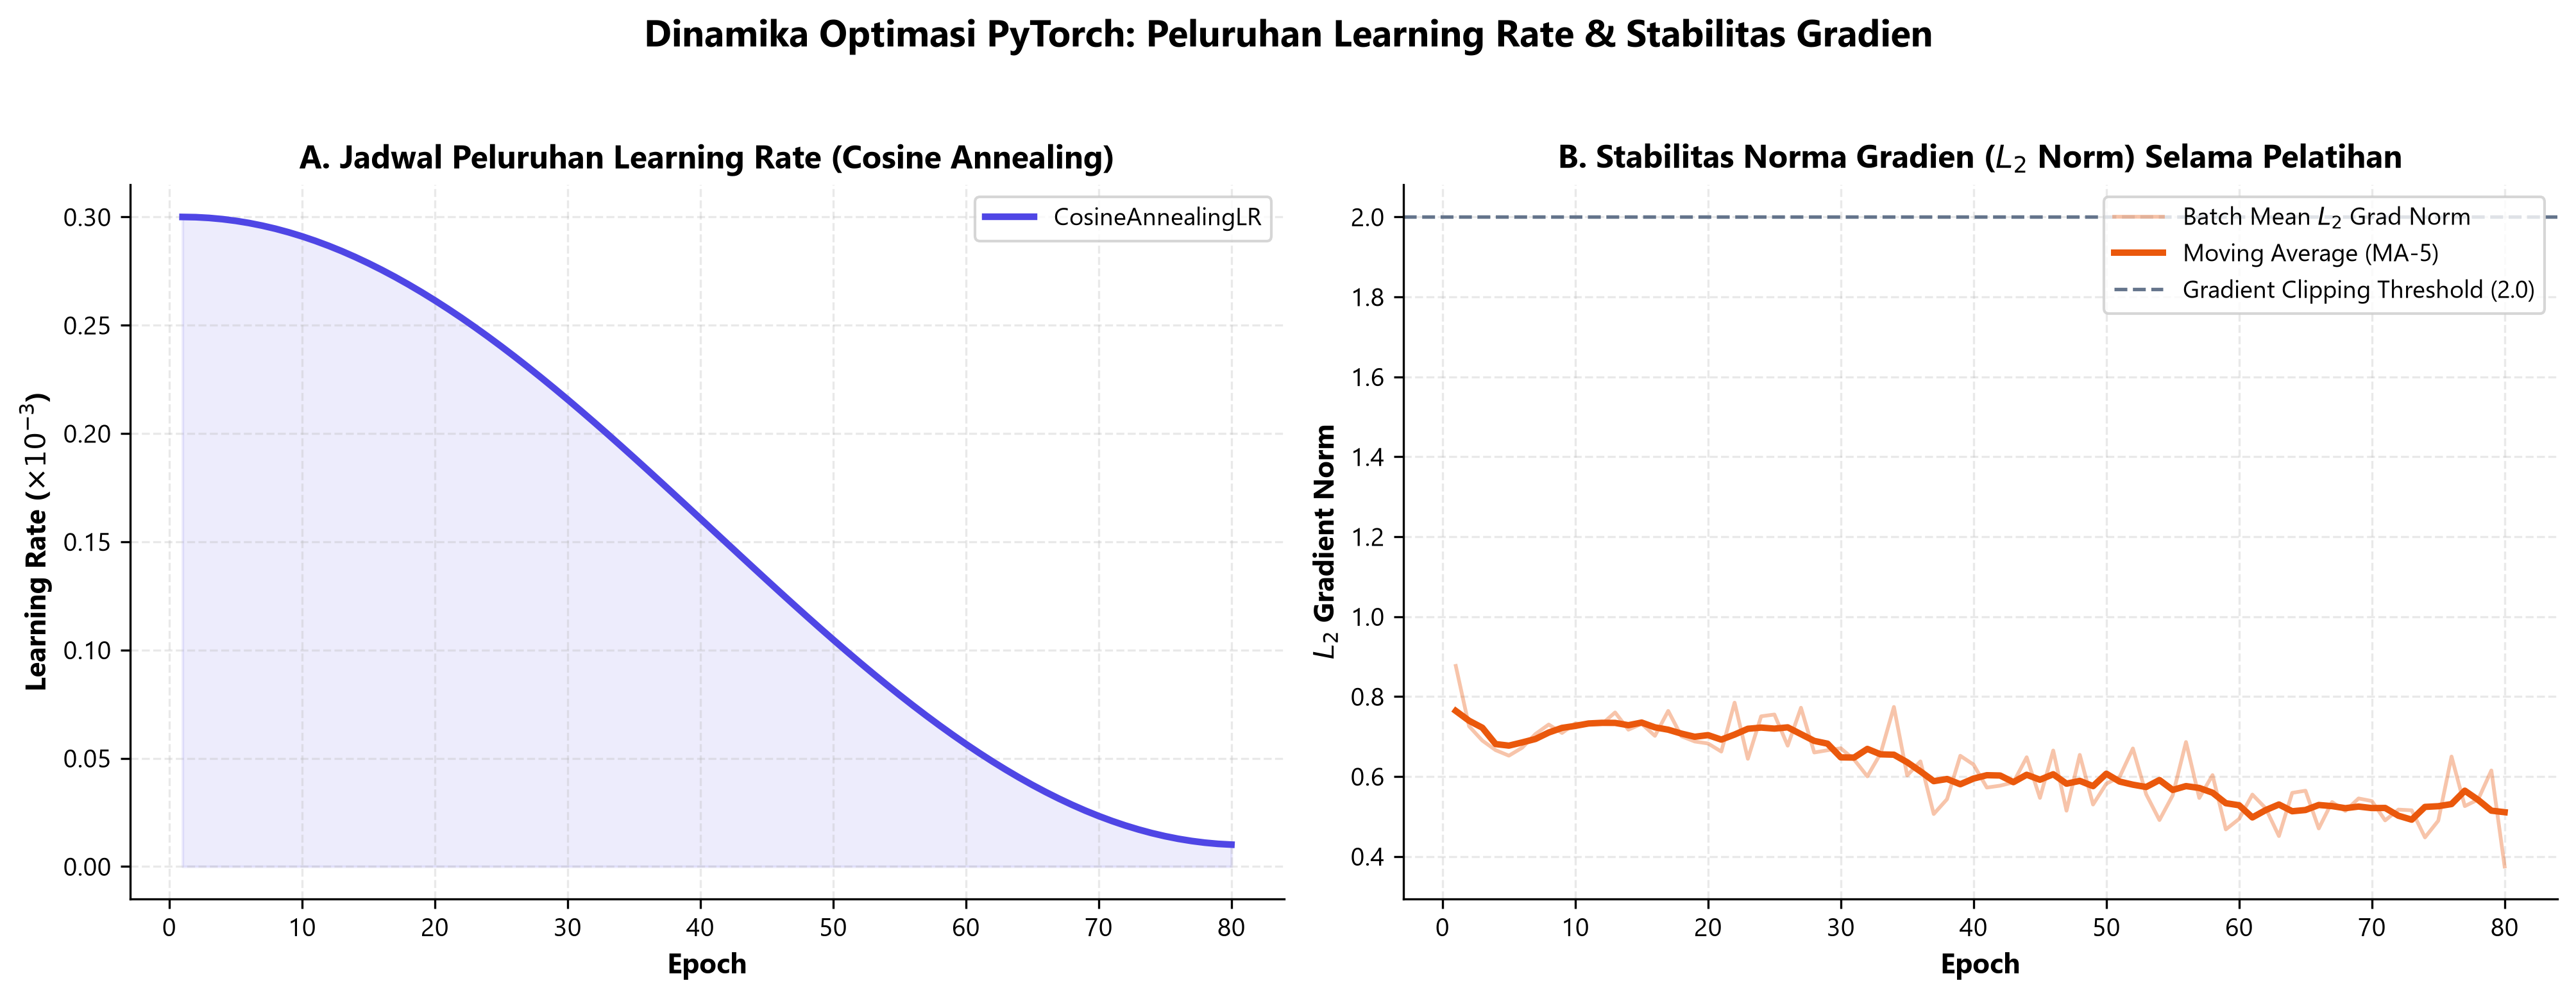 Dinamika Optimasi PyTorch: Peluruhan Learning Rate & Stabilitas Gradien
A. Jadwal Peluruhan Learning Rate (Cosine Annealing)
CosineAnnealingLR
Learning Rate (×10⁻³)
0.30
0.25
0.20
0.15
0.10
0.05
0.00
0 10 20 30 40 50 60 70 80
Epoch
B. Stabilitas Norma Gradien (L₂ Norm) Selama Pelatihan
Batch Mean L₂ Grad Norm
Moving Average (MA-5)
Gradient Clipping Threshold (2.0)
L₂ Gradient Norm
2.0
1.8
1.6
1.4
1.2
1.0
0.8
0.6
0.4
0 10 20 30 40 50 60 70 80
Epoch